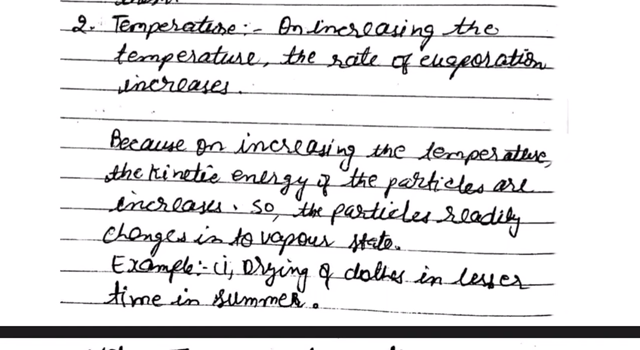 2. Temperature:- On increasing the
temperature, the rate of evaporation
increases.
Because on increasing the temperature,
the kinetic energy of the particles are
increases. so, the particles readily
changes in to vapour state.
Example:- (i) Drying of clothes in lesser
time in summer.